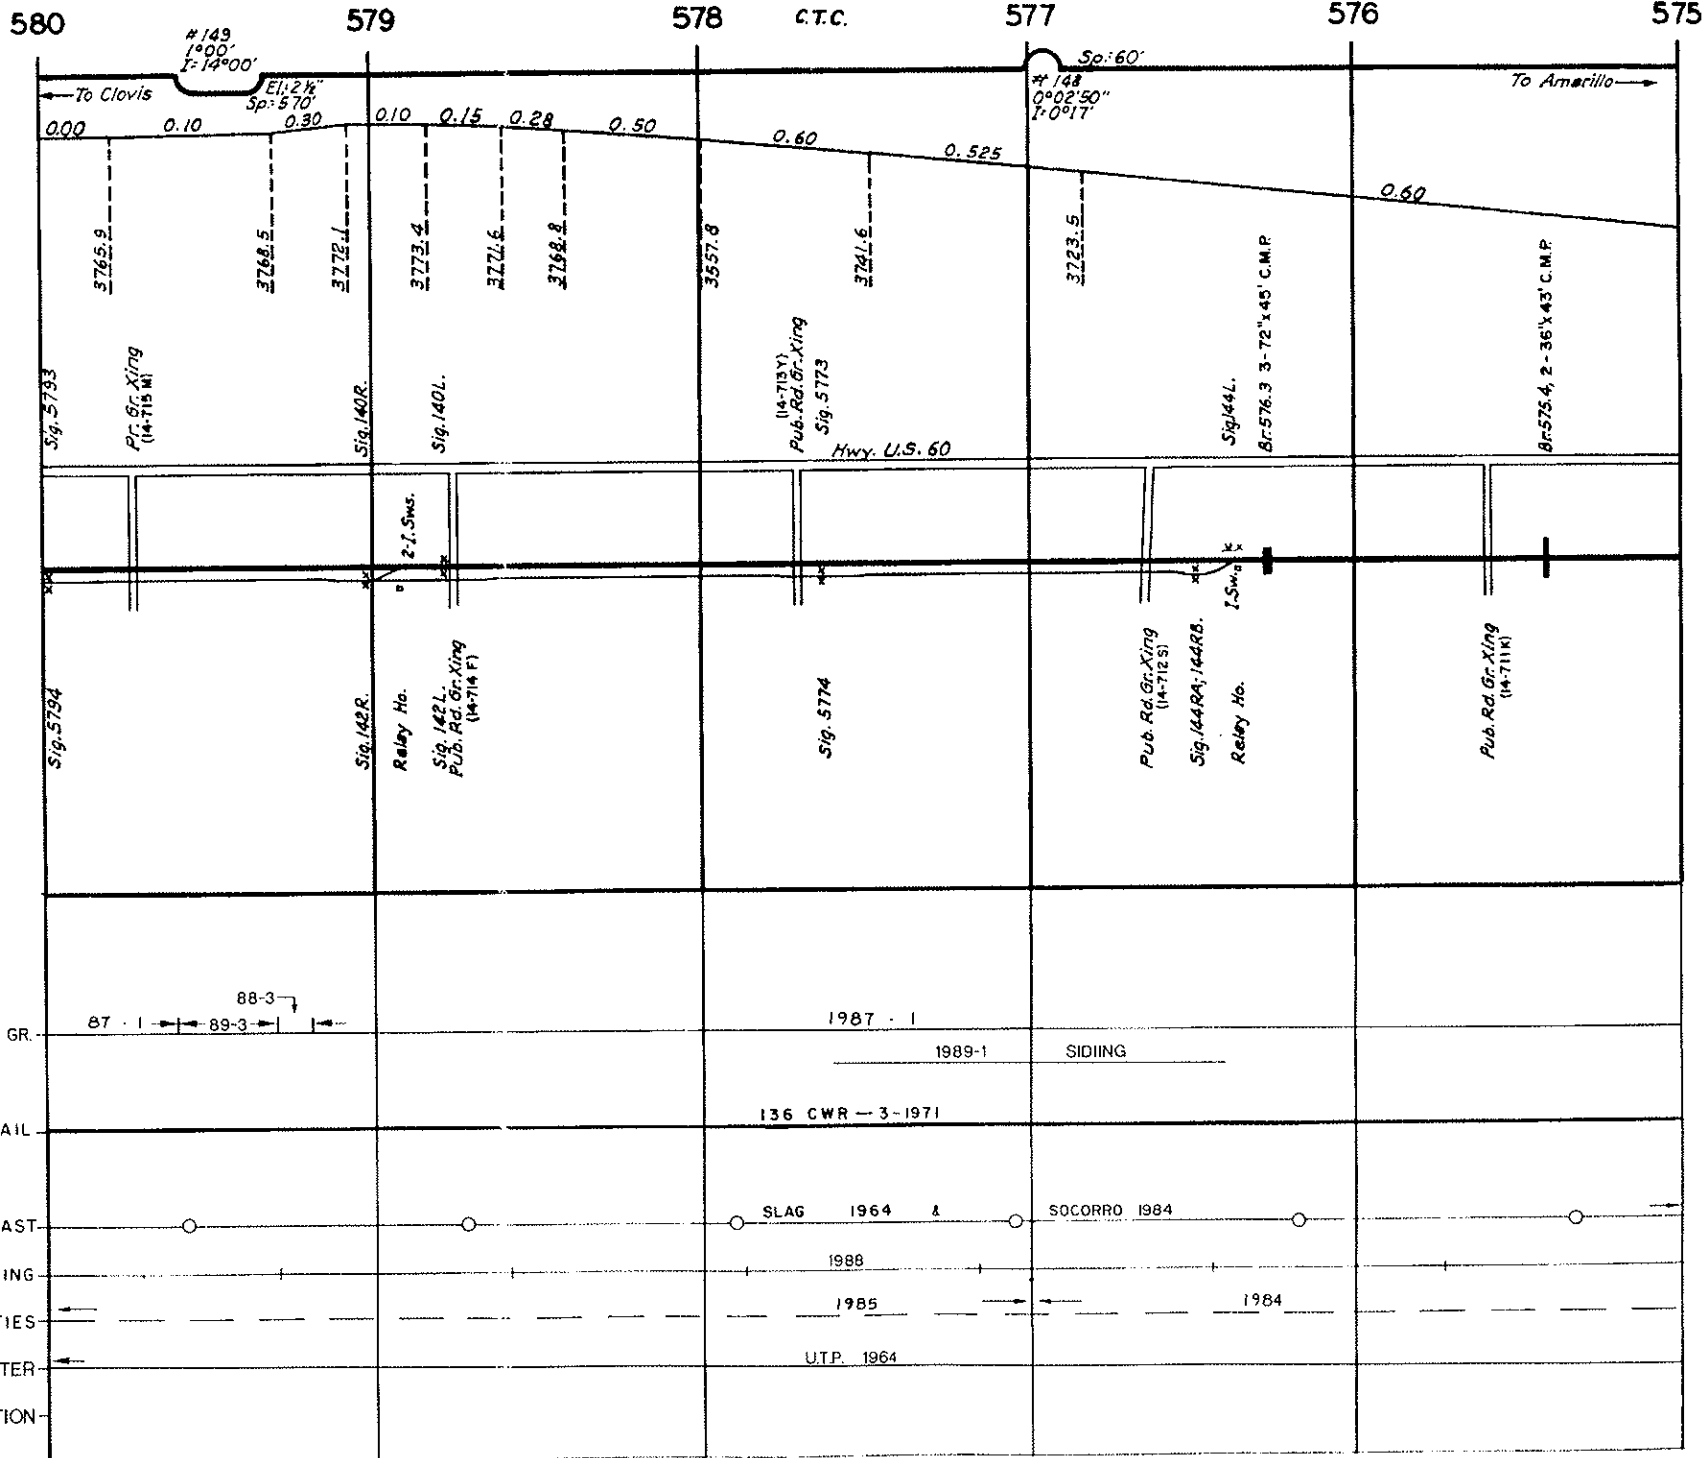 580 579 578 C.T.C. 577 576 575
#149
1°00'
I=14°00'
El.:2½"
Sp:570'
Sp:60'
#148
0°02'50"
I:0°17'
To Clovis
To Amarillo
0.00 0.10 0.30 0.10 0.15 0.28 0.50 0.60 0.525 0.60
3765.9
3768.5
3772.1
3773.4
3771.6
3768.8
3557.8
3741.6
3723.5
Sig.5793
Pr. Gr. Xing
(14-715 M)
Sig.140R.
Sig.140L.
(14-713Y)
Pub.Rd.Gr.Xing
Sig.5773
Sig144L.
Br.576.3 3-72"x45' C.M.P.
Br.575.4, 2-36"x43' C.M.P.
Hwy. U.S. 60
2-I.Sws.
I.Sw.
Sig.5794
Sig.142R.
Relay Ho.
Sig.142L.
Pub.Rd.Gr.Xing
(14-714 F)
Sig.5774
Pub.Rd.Gr.Xing
(14-712 S)
Sig.144RA; 144RB.
Relay Ho.
Pub.Rd.Gr.Xing
(14-711K)
88-3
GR. 87-1 89-3 1987-1
1989-1 SIDIING
AIL 136 CWR — 3-1971
AST SLAG 1964 & SOCORRO 1984
ING 1988
TIES 1985 1984
TER U.T.P. 1964
TION